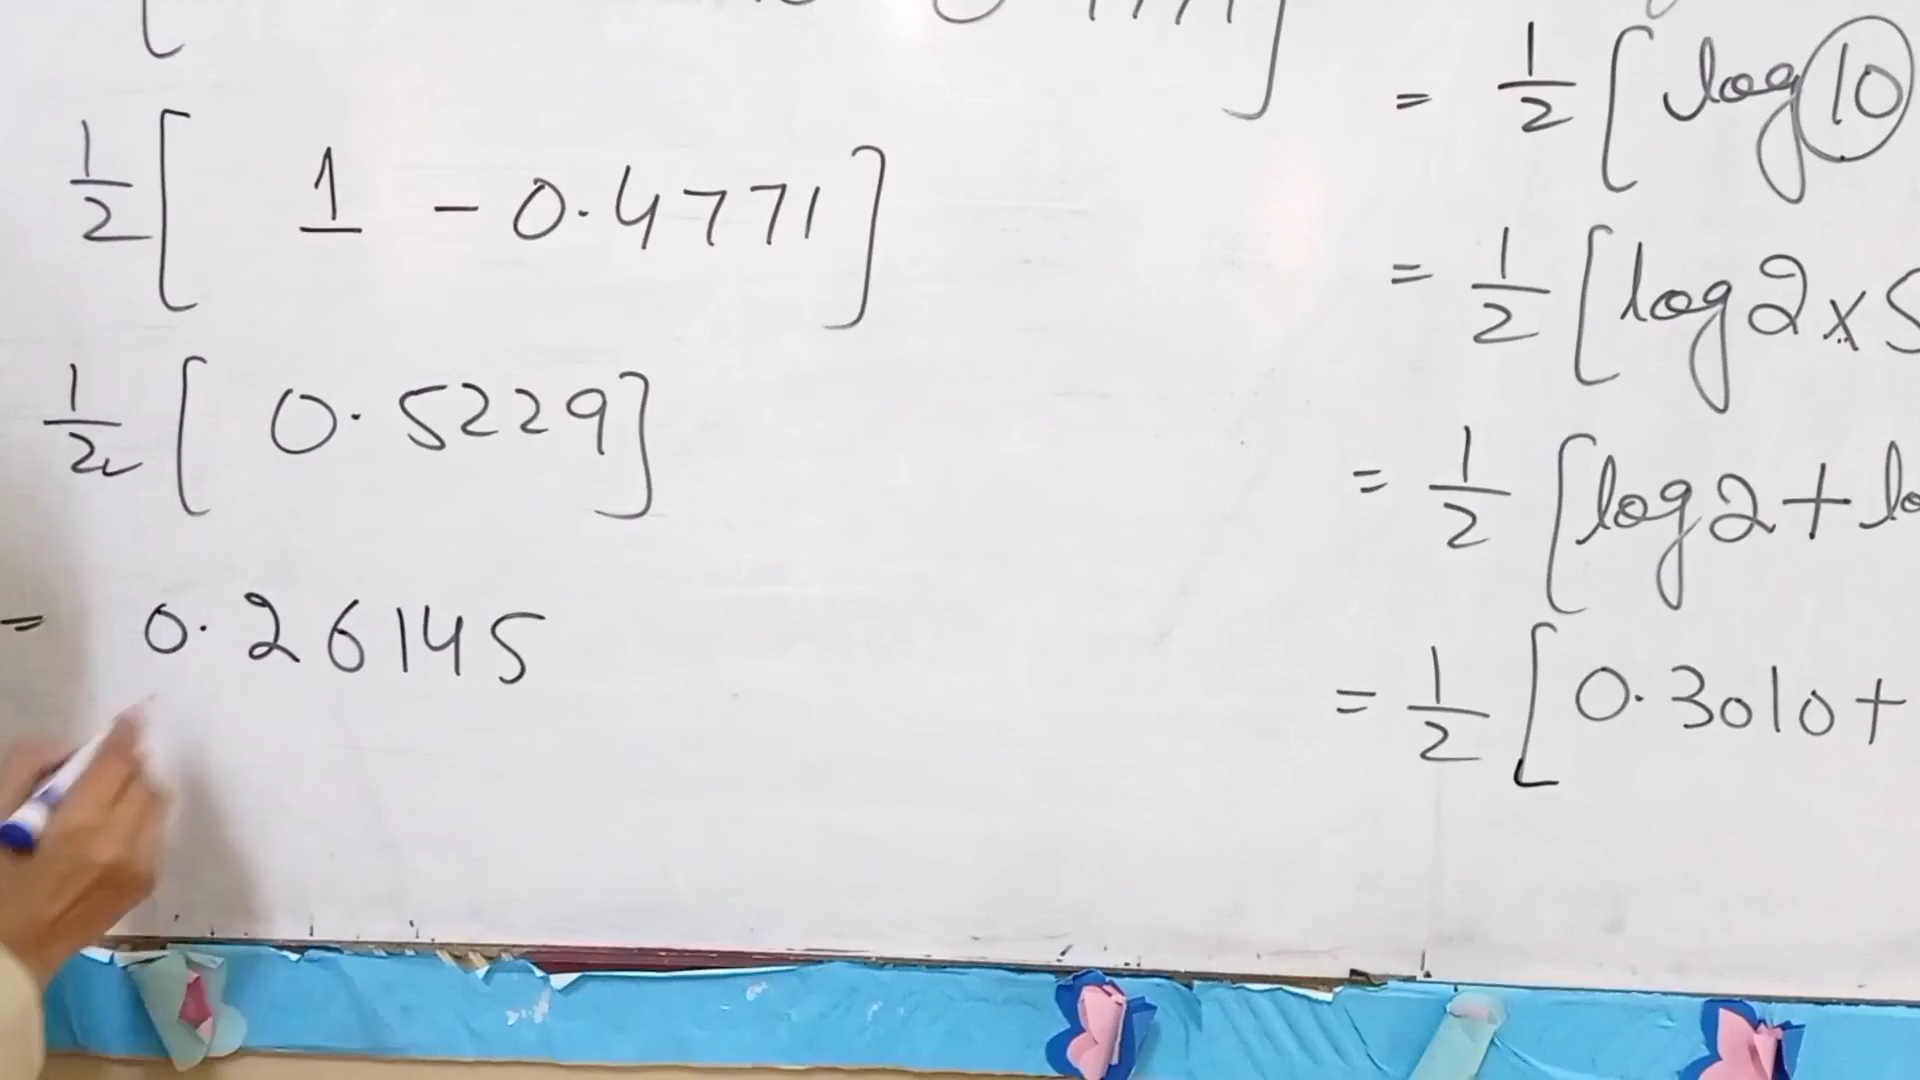 1/2 [ 1 - 0.4771 ]
1/2 [ 0.5229 ]
= 0.26145
= 1/2 [ log 10
= 1/2 [ log 2 × 5
= 1/2 [ log 2 +
= 1/2 [ 0.3010 +